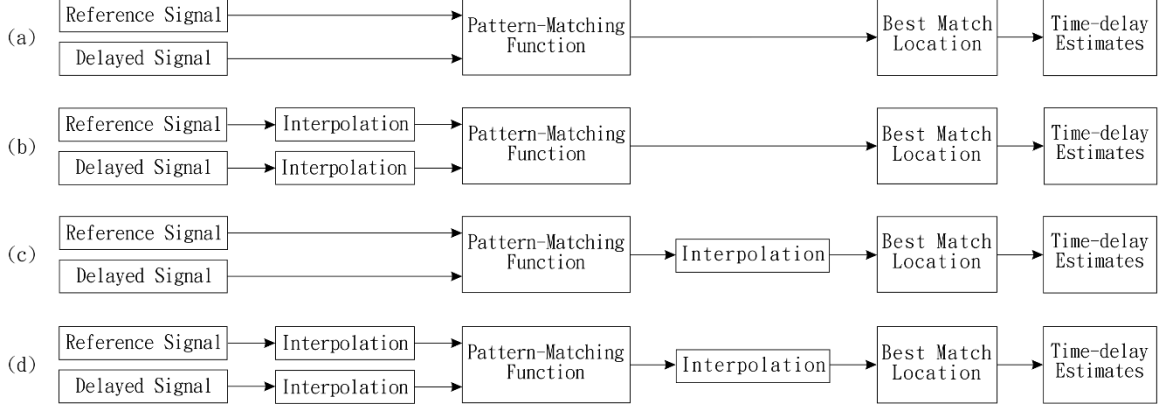 (a)
Reference Signal
Delayed Signal
Pattern-Matching
Function
Best Match
Location
Time-delay
Estimates
(b)
Reference Signal
Interpolation
Delayed Signal
Interpolation
Pattern-Matching
Function
Best Match
Location
Time-delay
Estimates
(c)
Reference Signal
Delayed Signal
Pattern-Matching
Function
Interpolation
Best Match
Location
Time-delay
Estimates
(d)
Reference Signal
Interpolation
Delayed Signal
Interpolation
Pattern-Matching
Function
Interpolation
Best Match
Location
Time-delay
Estimates